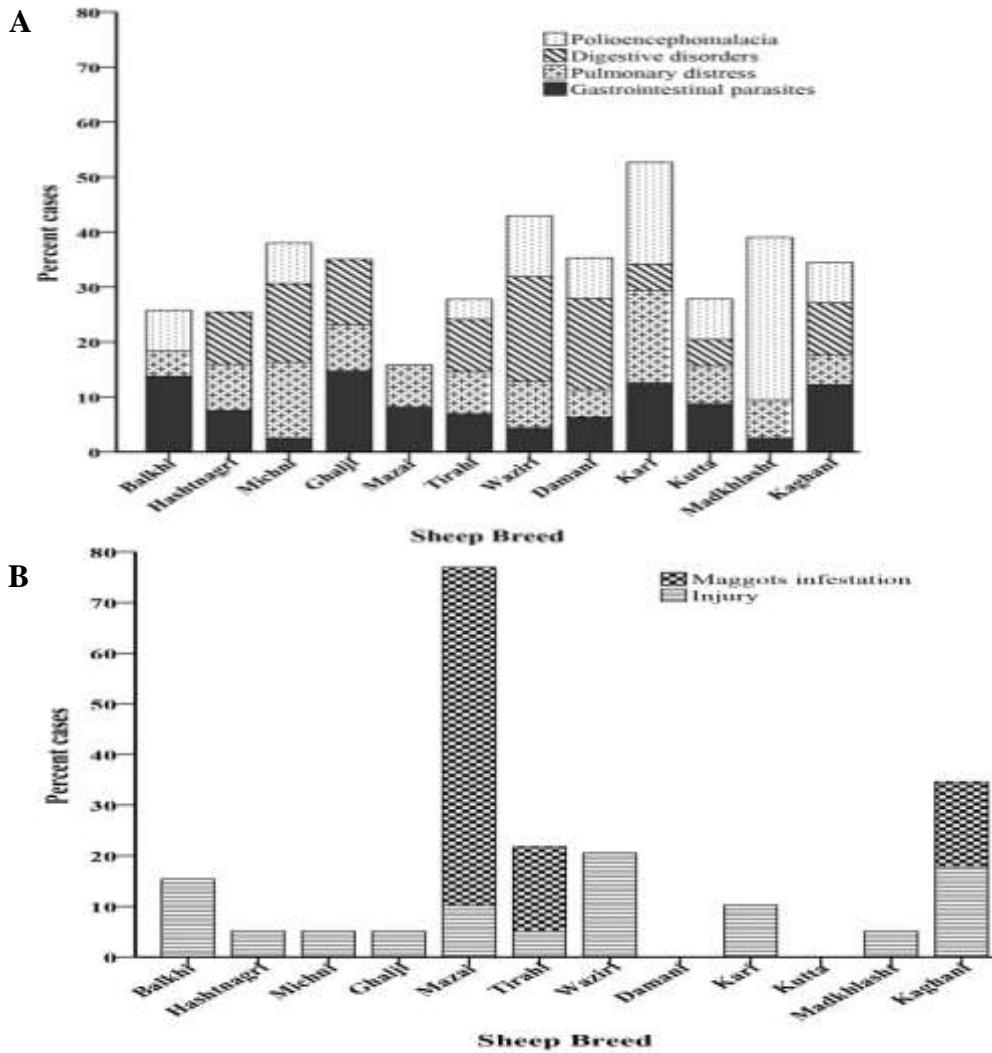 A
80
70
60
50
40
30
20
10
0
Percent cases
Polioencephomalacia
Digestive disorders
Pulmonary distress
Gastrointestinal parasites
Balkhi
Hashtnagri
Michni
Ghalji
Mazai
Tirahi
Waziri
Damani
Kari
Kutta
Madkhlasht
Kaghani
Sheep Breed
B
80
70
60
50
40
30
20
10
0
Percent cases
Maggots infestation
Injury
Balkhi
Hashtnagri
Michni
Ghalji
Mazai
Tirahi
Waziri
Damani
Kari
Kutta
Madkhlasht
Kaghani
Sheep Breed